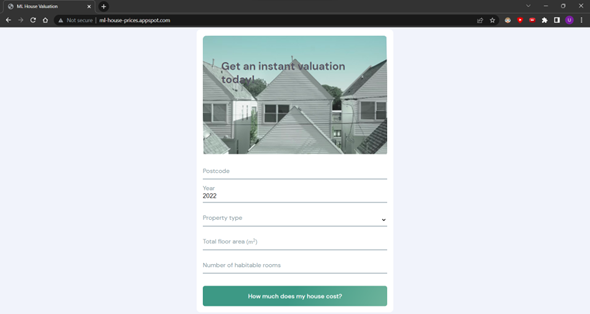 ML House Valuation
Not secure
ml-house-prices.appspot.com
Get an instant valuation
today!
Postcode
Year
2022
Property type
Total floor area (m²)
Number of habitable rooms
How much does my house cost?